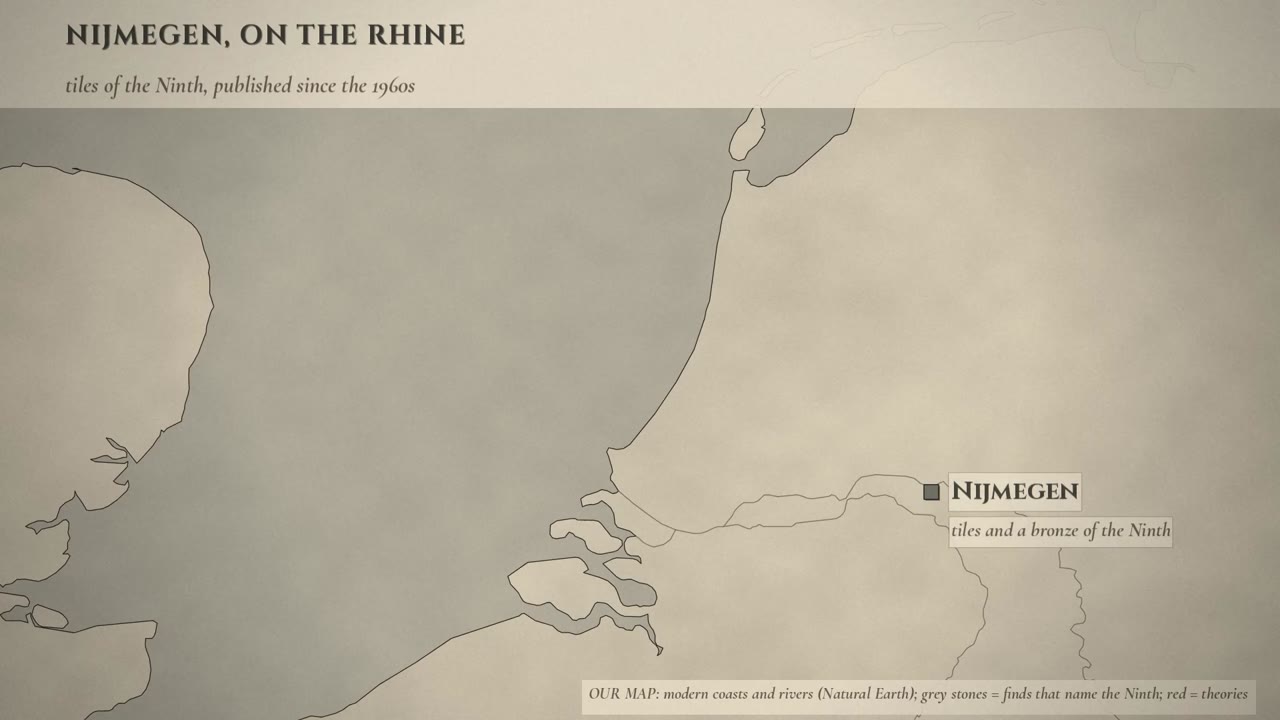 NIJMEGEN, ON THE RHINE
tiles of the Ninth, published since the 1960s
NIJMEGEN
tiles and a bronze of the Ninth
OUR MAP: modern coasts and rivers (Natural Earth); grey stones = finds that name the Ninth; red = theories